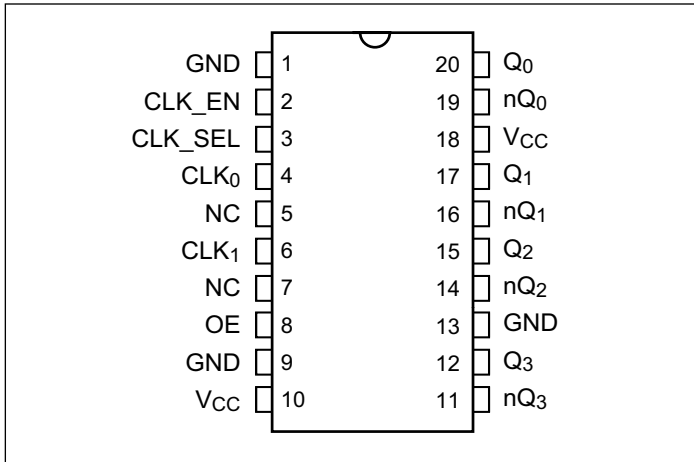 GND 1 20 Q0
CLK_EN 2 19 nQ0
CLK_SEL 3 18 VCC
CLK0 4 17 Q1
NC 5 16 nQ1
CLK1 6 15 Q2
NC 7 14 nQ2
OE 8 13 GND
GND 9 12 Q3
VCC 10 11 nQ3